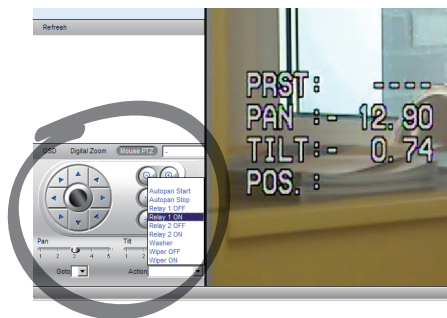 Refresh
PRST: ----
PAN :- 12.90
TILT:- 0.74
POS. :
OSD Digital Zoom Mouse PTZ -
Autopan Start
Autopan Stop
Relay 1 OFF
Relay 1 ON
Relay 2 OFF
Relay 2 ON
Washer
Wiper OFF
Wiper ON
Pan Tilt
1 2 3 4 5 1 2
Goto Action